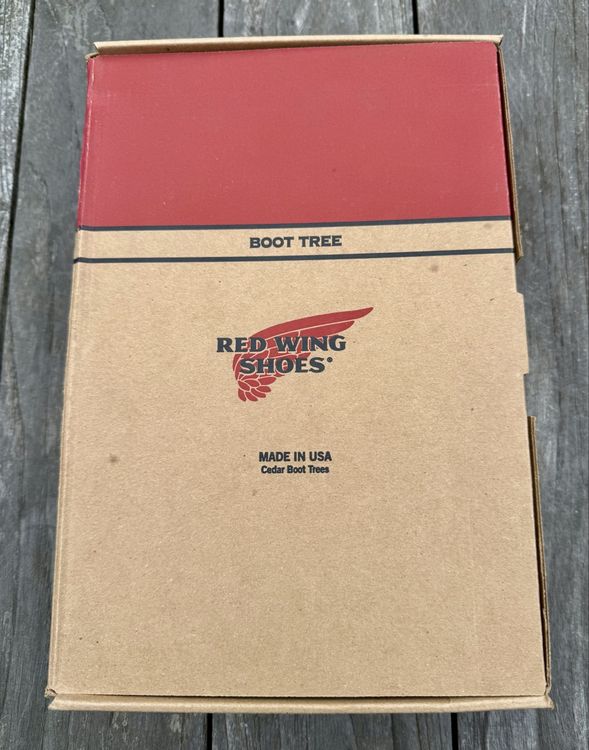 BOOT TREE
RED WING
SHOES®
MADE IN USA
Cedar Boot Trees